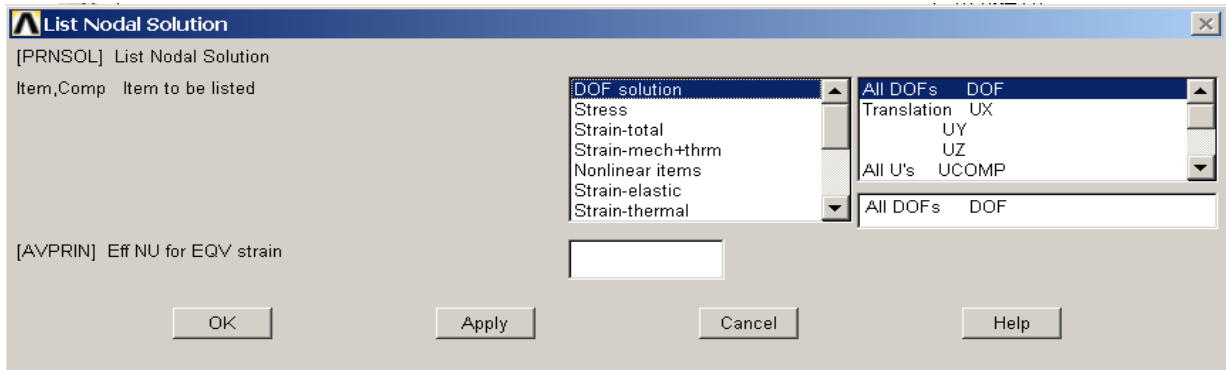 List Nodal Solution
[PRNSOL] List Nodal Solution
Item,Comp Item to be listed
DOF solution
Stress
Strain-total
Strain-mech+thrm
Nonlinear items
Strain-elastic
Strain-thermal
All DOFs DOF
Translation UX
UY
UZ
All U's UCOMP
All DOFs DOF
[AVPRIN] Eff NU for EQV strain
OK Apply Cancel Help